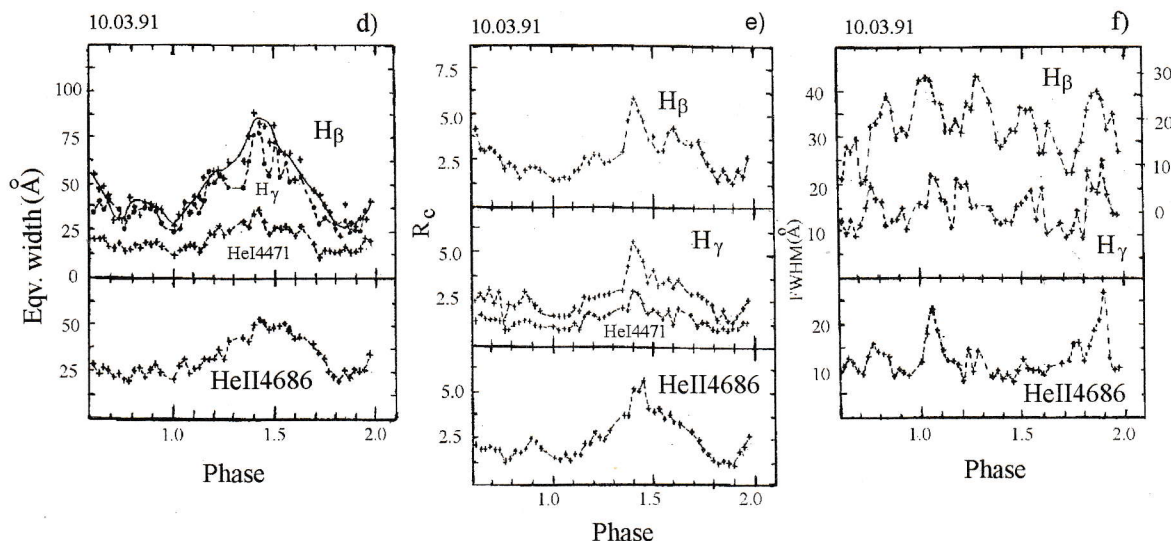 10.03.91 d)
Eqv. width (Å)
100
75
50
25
0
Hβ
Hγ
HeI4471
50
25
HeII4686
1.0 1.5 2.0
Phase
10.03.91 e)
Rc
7.5
5.0
2.5
Hβ
5.0
2.5
Hγ
HeI4471
5.0
2.5
HeII4686
1.0 1.5 2.0
Phase
10.03.91 f)
FWHM(Å)
40
30
20
10
30
20
10
0
Hβ
Hγ
20
10
HeII4686
1.0 1.5 2.0
Phase